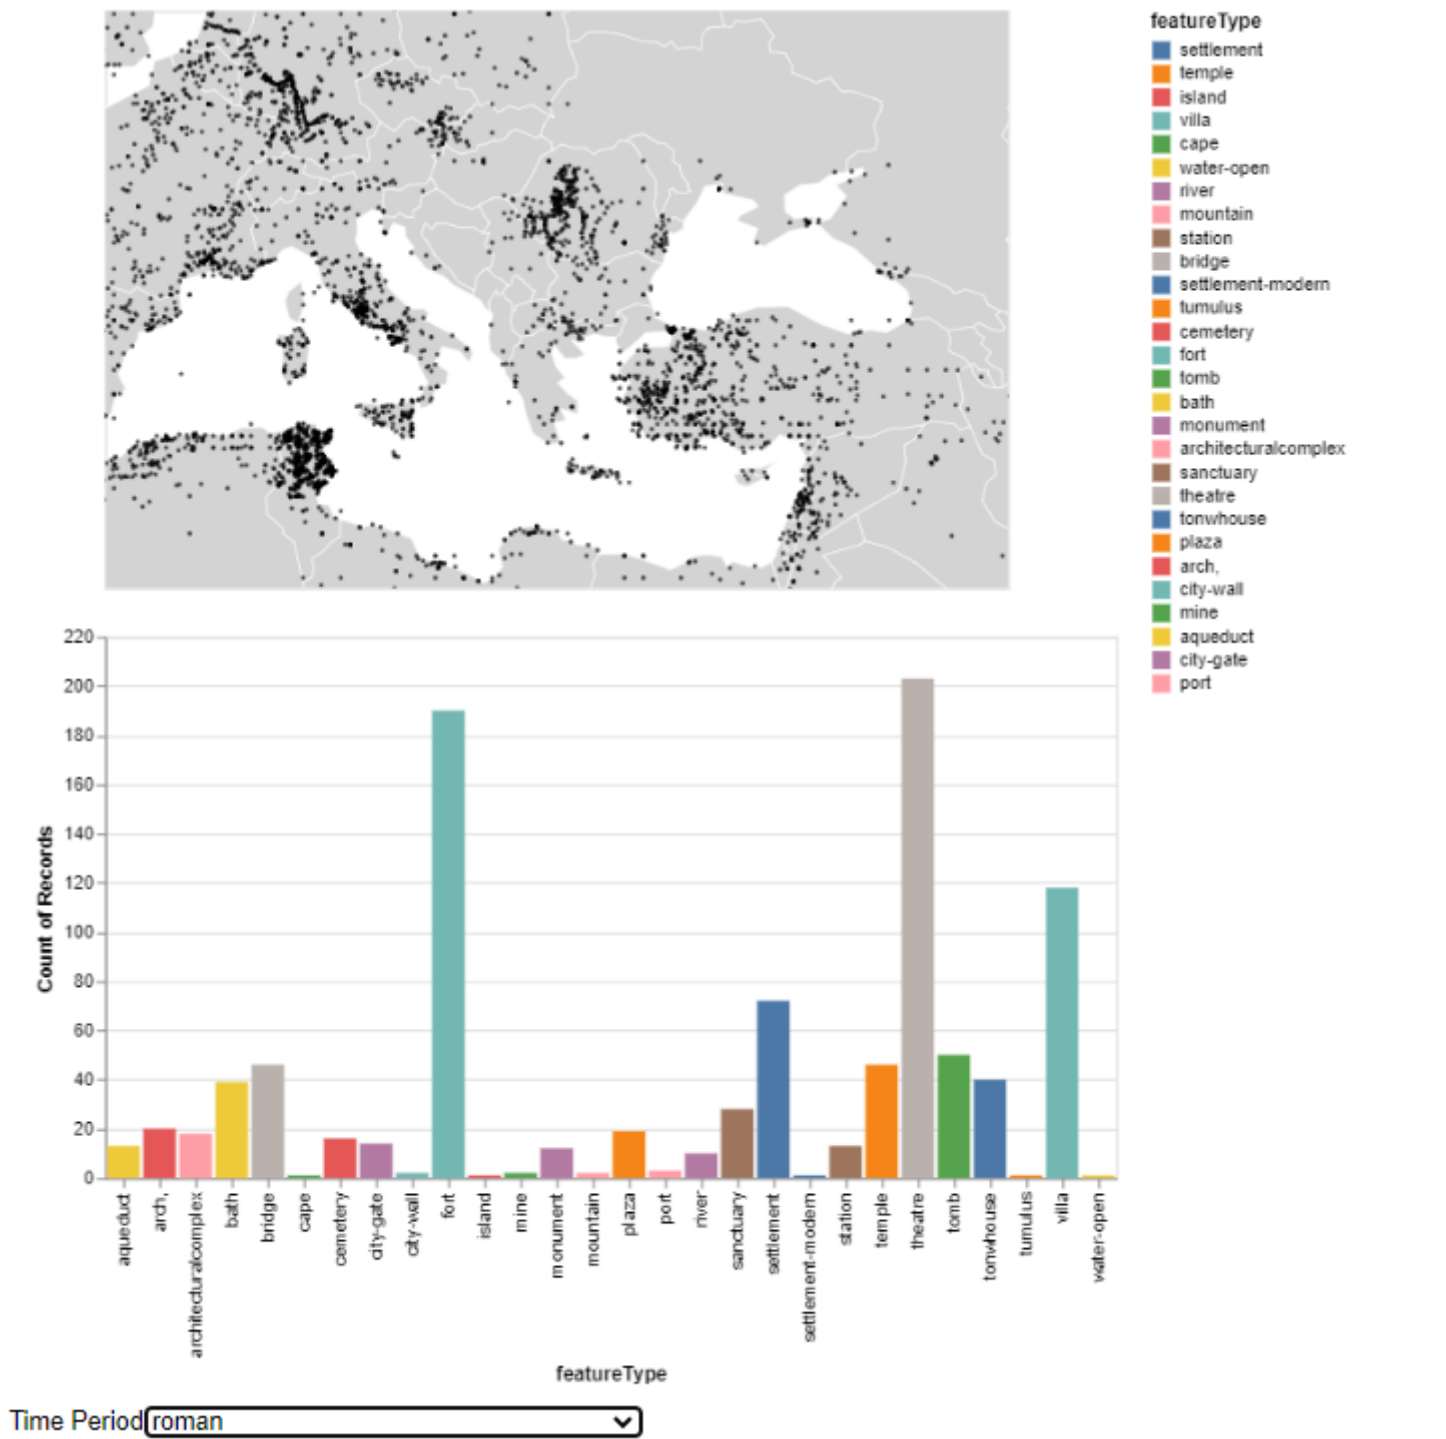 featureType
settlement
temple
island
villa
cape
water-open
river
mountain
station
bridge
settlement-modern
tumulus
cemetery
fort
tomb
bath
monument
architecturalcomplex
sanctuary
theatre
tonwhouse
plaza
arch,
city-wall
mine
aqueduct
city-gate
port
220
200
180
160
140
120
100
80
60
40
20
0
Count of Records
aqueduct
arch,
architecturalcomplex
bath
bridge
cape
cemetery
city-gate
city-wall
fort
island
mine
monument
mountain
plaza
port
river
sanctuary
settlement
settlement-modern
station
temple
theatre
tomb
tonwhouse
tumulus
villa
water-open
featureType
Time Period roman